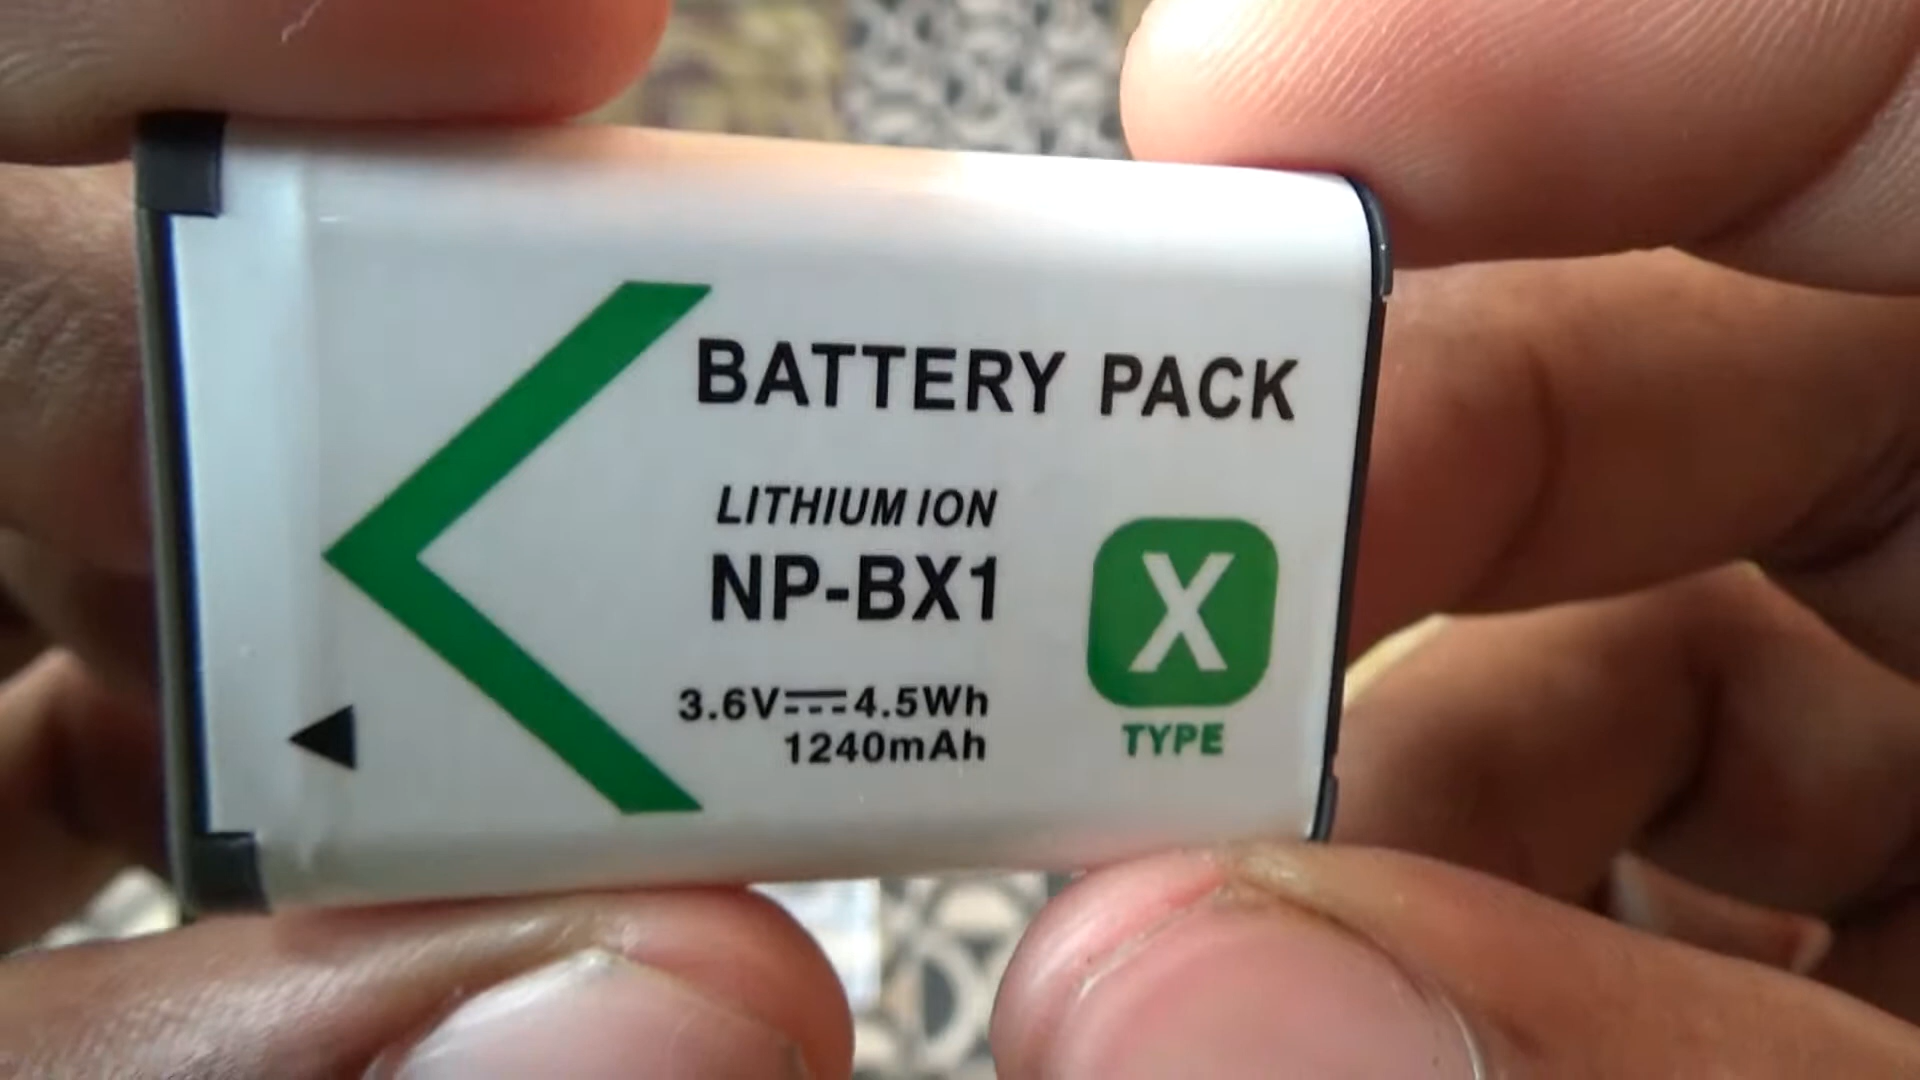 BATTERY PACK
LITHIUM ION
NP-BX1
3.6V⎓4.5Wh
1240mAh
X
TYPE